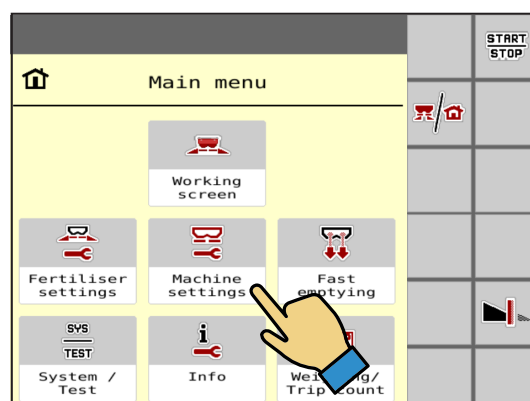 START
STOP
Main menu
Working
screen
Fertiliser
settings
Machine
settings
Fast
emptying
SYS
TEST
System /
Test
i
Info
Trip count